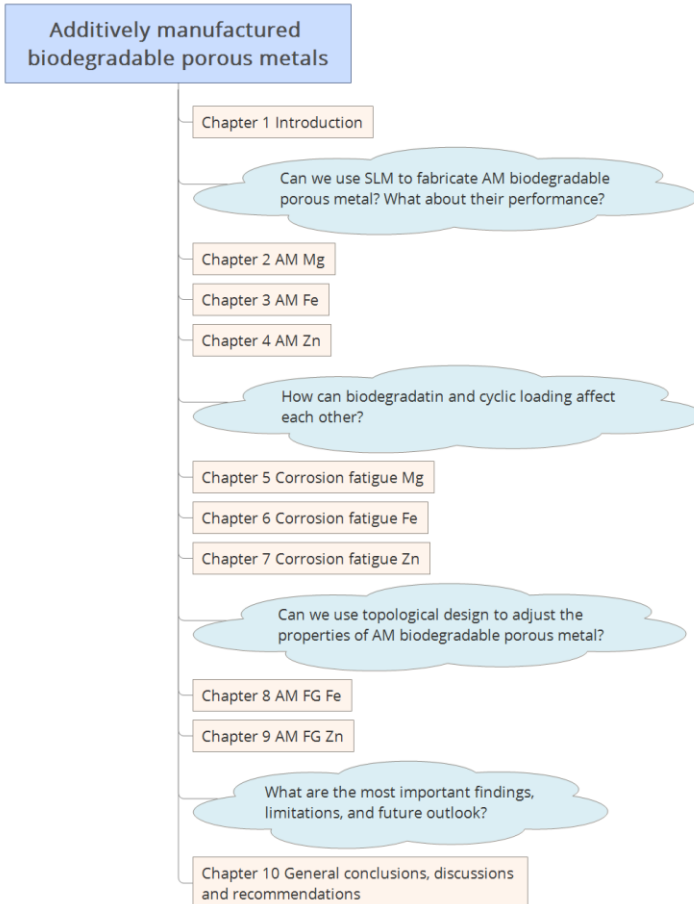 Additively manufactured
biodegradable porous metals
Chapter 1 Introduction
Can we use SLM to fabricate AM biodegradable
porous metal? What about their performance?
Chapter 2 AM Mg
Chapter 3 AM Fe
Chapter 4 AM Zn
How can biodegradatin and cyclic loading affect
each other?
Chapter 5 Corrosion fatigue Mg
Chapter 6 Corrosion fatigue Fe
Chapter 7 Corrosion fatigue Zn
Can we use topological design to adjust the
properties of AM biodegradable porous metal?
Chapter 8 AM FG Fe
Chapter 9 AM FG Zn
What are the most important findings,
limitations, and future outlook?
Chapter 10 General conclusions, discussions
and recommendations